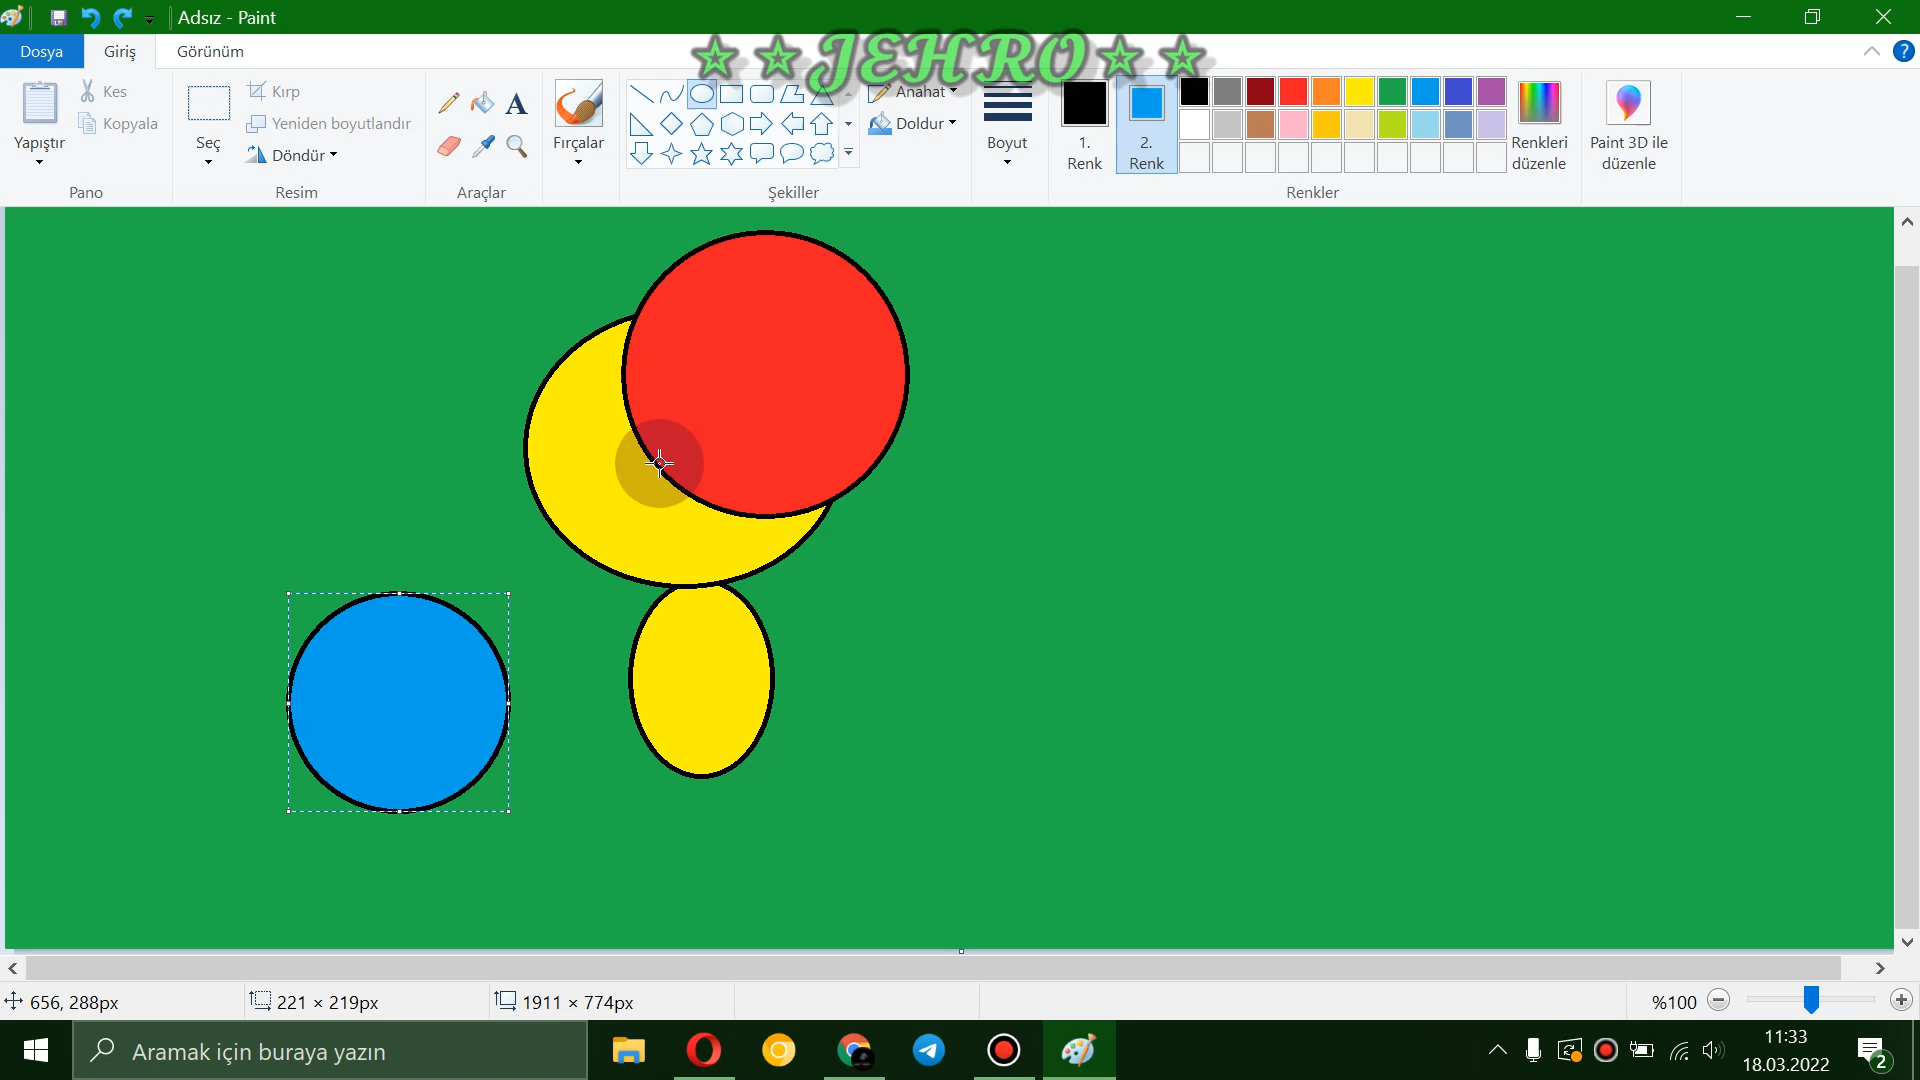 Adsız - Paint
Dosya
Giriş
Görünüm
☆☆JEHRO☆☆
Yapıştır
Kes
Kopyala
Pano
Seç
Kırp
Yeniden boyutlandır
Döndür
Resim
A
Araçlar
Fırçalar
Anahat
Doldur
Şekiller
Boyut
1.
Renk
2.
Renk
Renkleri
düzenle
Renkler
Paint 3D ile
düzenle
656, 288px
221 × 219px
1911 × 774px
%100
Aramak için buraya yazın
11:33
18.03.2022
2